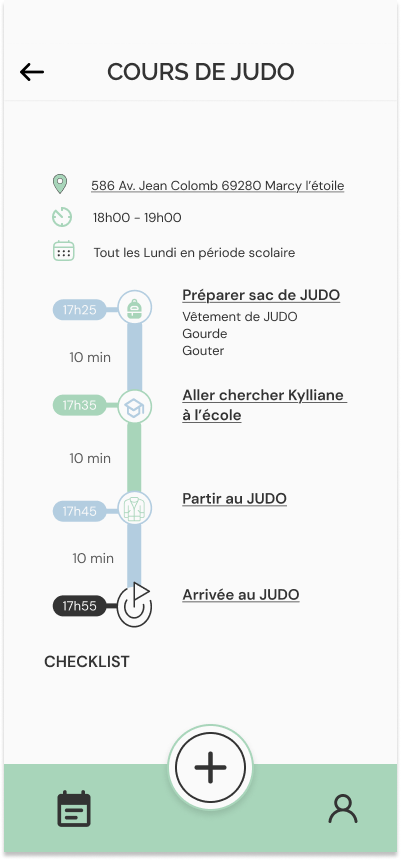 COURS DE JUDO
586 Av. Jean Colomb 69280 Marcy l'étoile
18h00 - 19h00
Tout les Lundi en période scolaire
17h25
Préparer sac de JUDO
Vêtement de JUDO
Gourde
Gouter
10 min
17h35
Aller chercher Kylliane
à l'école
10 min
17h45
Partir au JUDO
10 min
17h55
Arrivée au JUDO
CHECKLIST